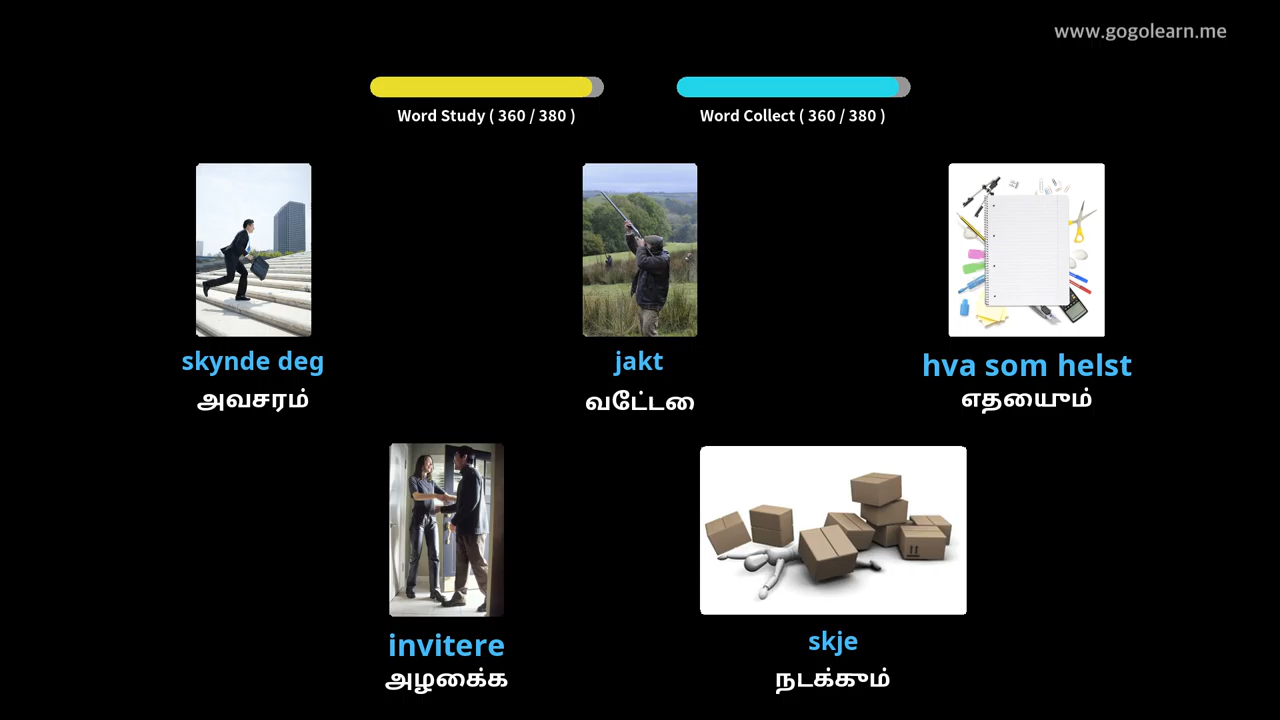 www.gogolearn.me
Word Study ( 360 / 380 )
Word Collect ( 360 / 380 )
skynde deg
அவசரம்
jakt
வேட்டை
hva som helst
எதையும்
invitere
அழைக்க
skje
நடக்கும்